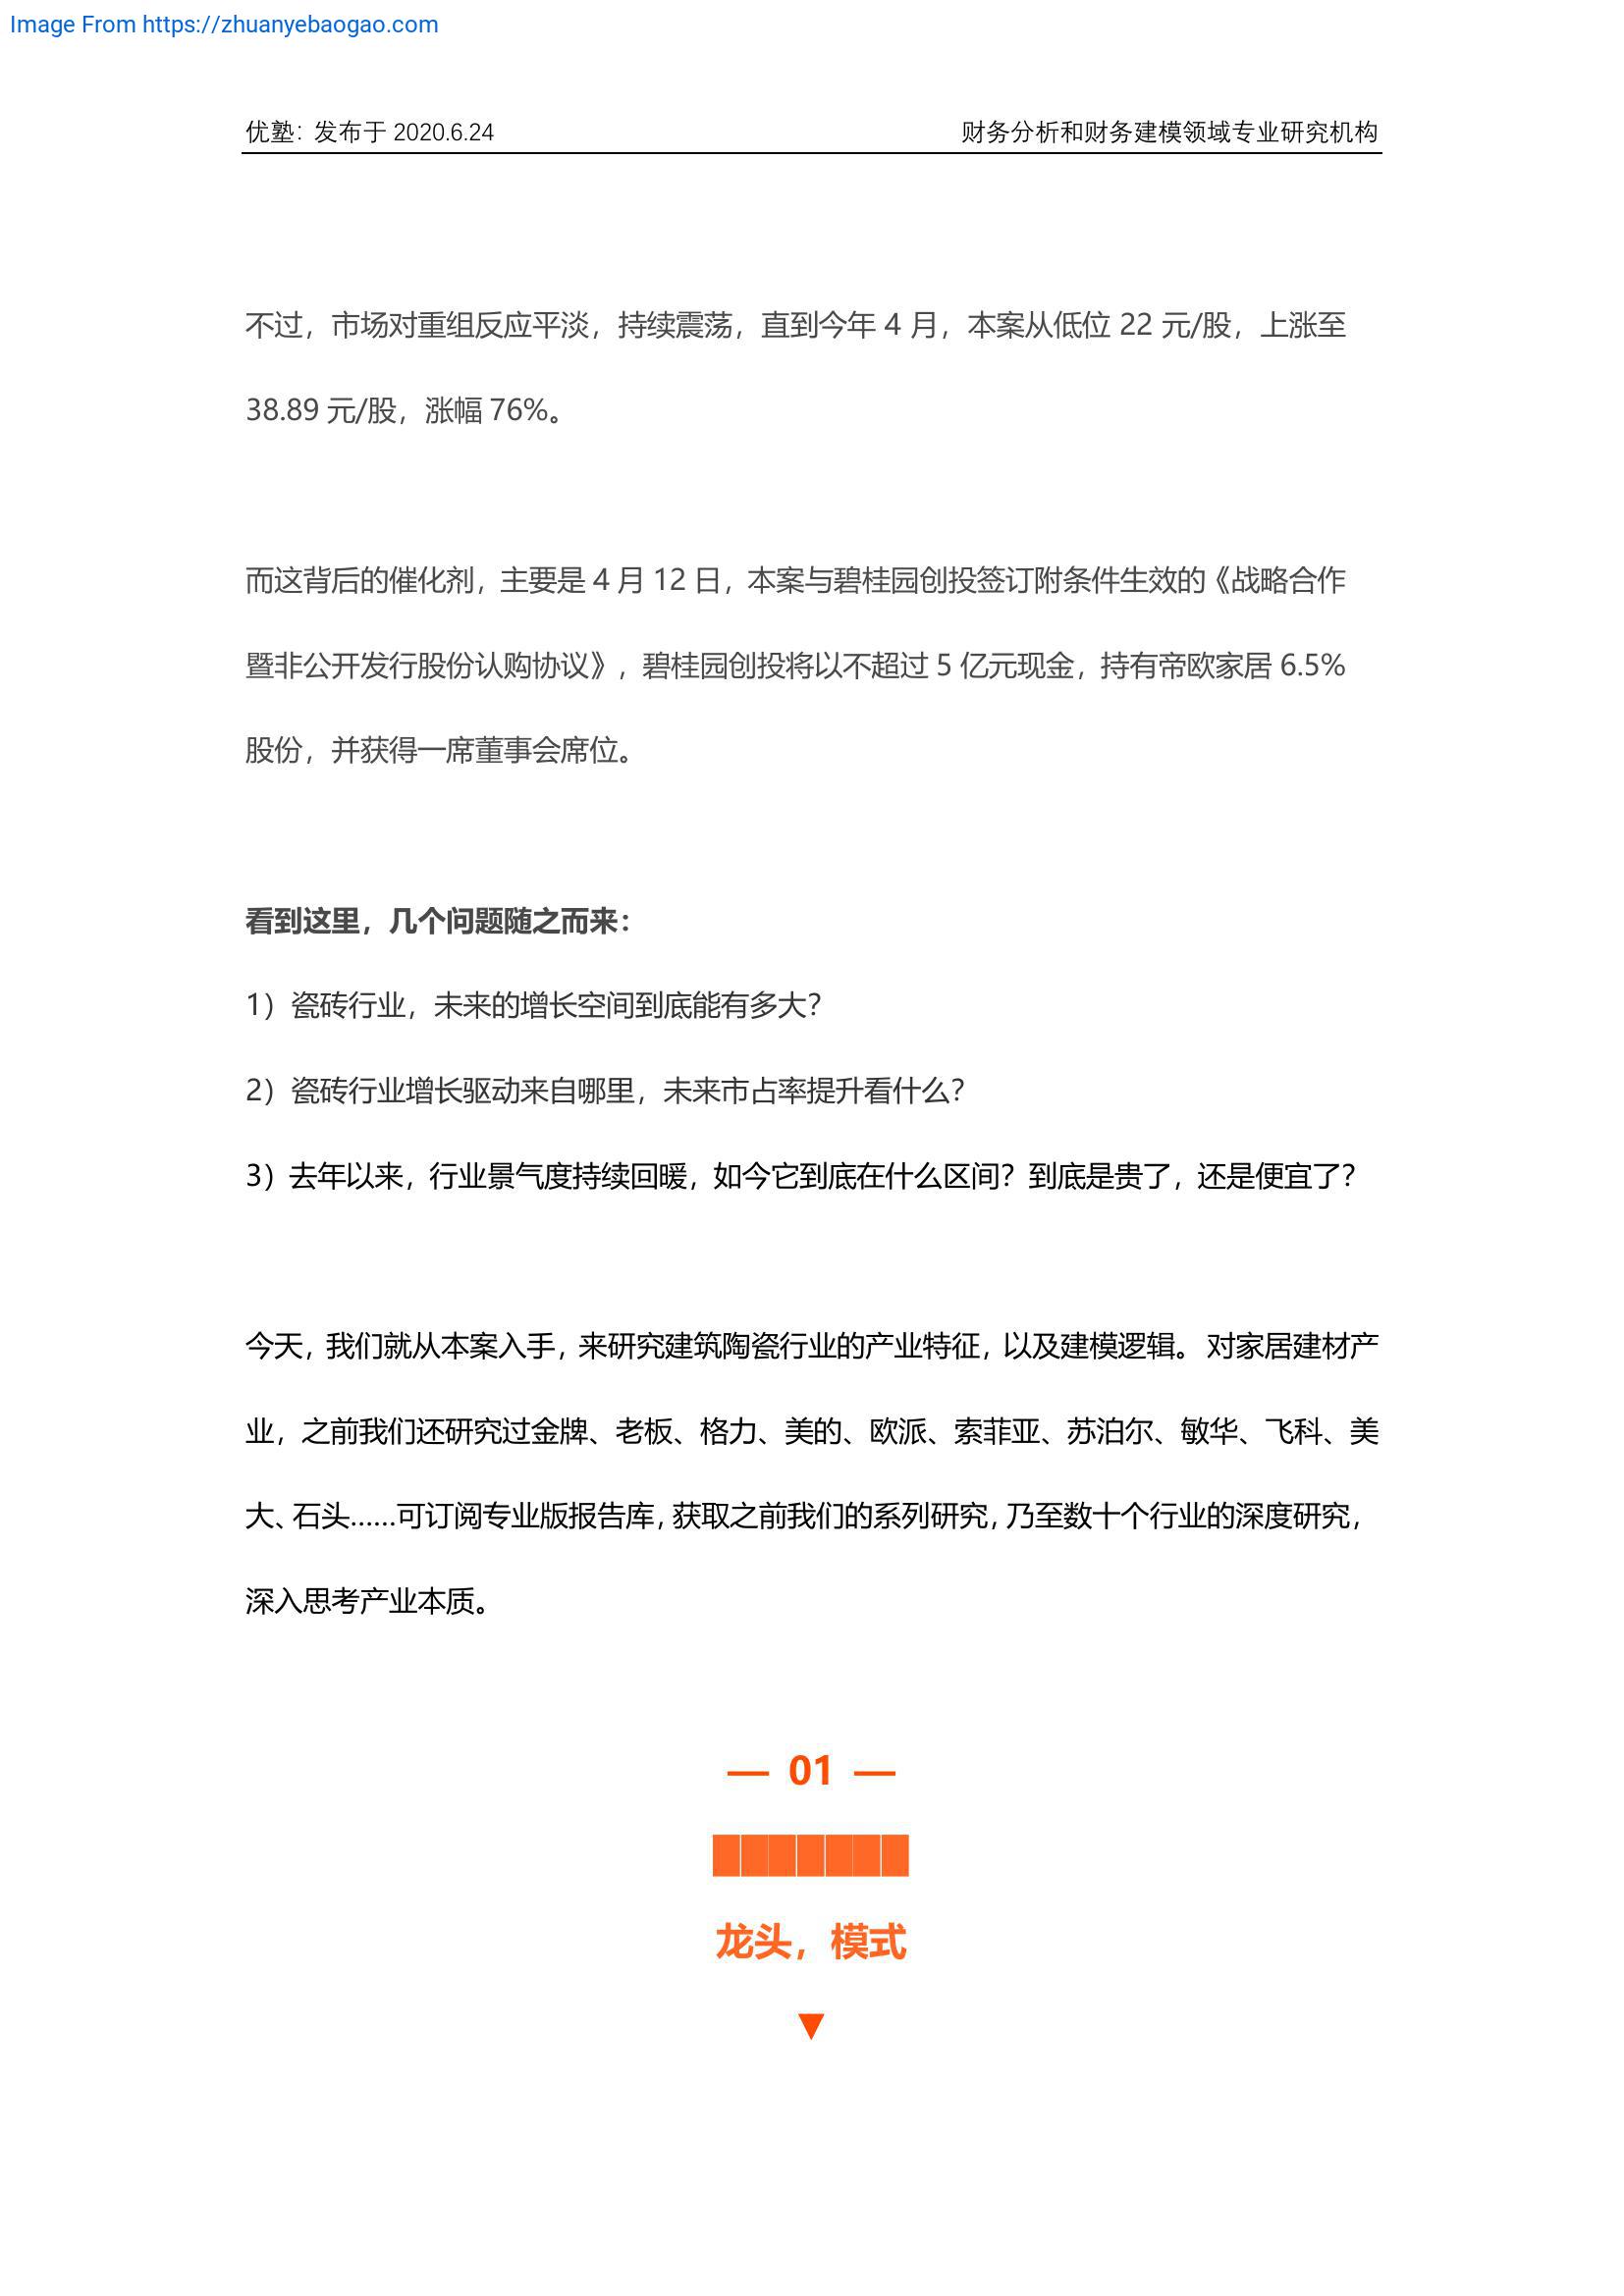 Image From https://zhuanyebaogao.com
优塾：发布于 2020.6.24 财务分析和财务建模领域专业研究机构
不过，市场对重组反应平淡，持续震荡，直到今年 4 月，本案从低位 22 元/股，上涨至
38.89 元/股，涨幅 76%。
而这背后的催化剂，主要是 4 月 12 日，本案与碧桂园创投签订附条件生效的《战略合作
暨非公开发行股份认购协议》，碧桂园创投将以不超过 5 亿元现金，持有帝欧家居 6.5%
股份，并获得一席董事会席位。
看到这里，几个问题随之而来：
1）瓷砖行业，未来的增长空间到底能有多大？
2）瓷砖行业增长驱动来自哪里，未来市占率提升看什么？
3）去年以来，行业景气度持续回暖，如今它到底在什么区间？到底是贵了，还是便宜了？
今天，我们就从本案入手，来研究建筑陶瓷行业的产业特征，以及建模逻辑。 对家居建材产
业，之前我们还研究过金牌、老板、格力、美的、欧派、索菲亚、苏泊尔、敏华、飞科、美
大、石头……可订阅专业版报告库，获取之前我们的系列研究，乃至数十个行业的深度研究，
深入思考产业本质。
— 01 —
███████
龙头，模式
▼